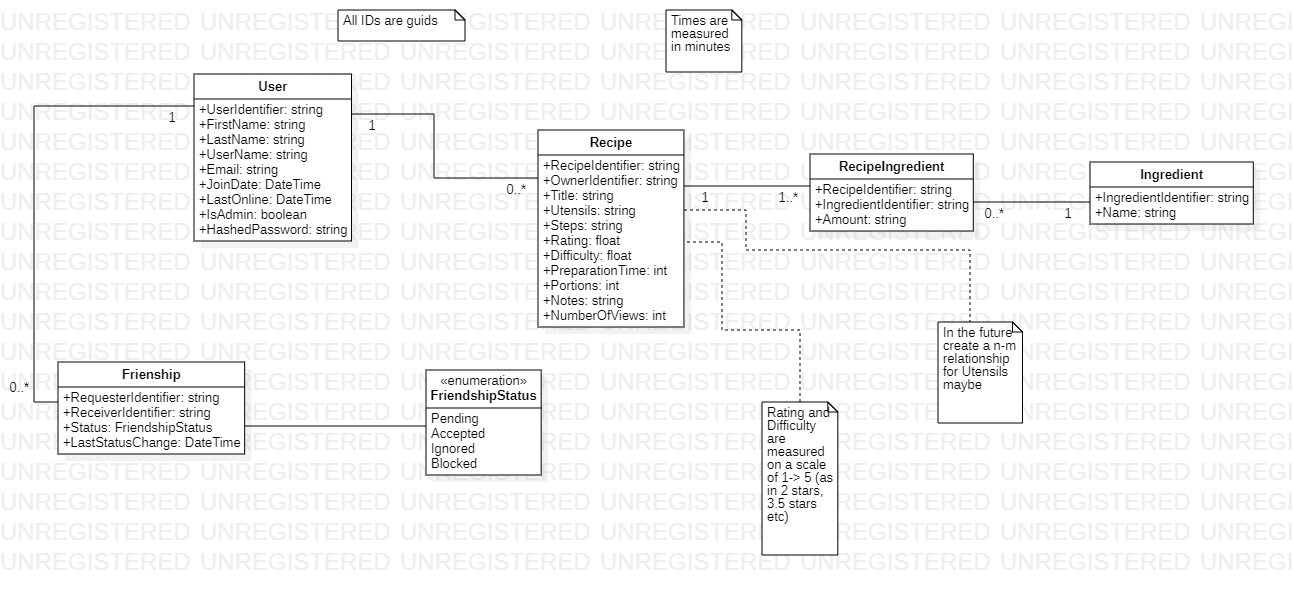 All IDs are guids
Times are
measured
in minutes
User
+UserIdentifier: string
+FirstName: string
+LastName: string
+UserName: string
+Email: string
+JoinDate: DateTime
+LastOnline: DateTime
+IsAdmin: boolean
+HashedPassword: string
1
1
0..*
Recipe
+RecipeIdentifier: string
+OwnerIdentifier: string
+Title: string
+Utensils: string
+Steps: string
+Rating: float
+Difficulty: float
+PreparationTime: int
+Portions: int
+Notes: string
+NumberOfViews: int
1
1..*
RecipeIngredient
+RecipeIdentifier: string
+IngredientIdentifier: string
+Amount: string
0..*
1
Ingredient
+IngredientIdentifier: string
+Name: string
In the future
create a n-m
relationship
for Utensils
maybe
0..*
Frienship
+RequesterIdentifier: string
+ReceiverIdentifier: string
+Status: FriendshipStatus
+LastStatusChange: DateTime
«enumeration»
FriendshipStatus
Pending
Accepted
Ignored
Blocked
Rating and
Difficulty
are
measured
on a scale
of 1-> 5 (as
in 2 stars,
3.5 stars
etc)
UNREGISTERED UNREGISTERED UNREGISTERED UNREGISTERED UNREGISTERED UNREGISTERED